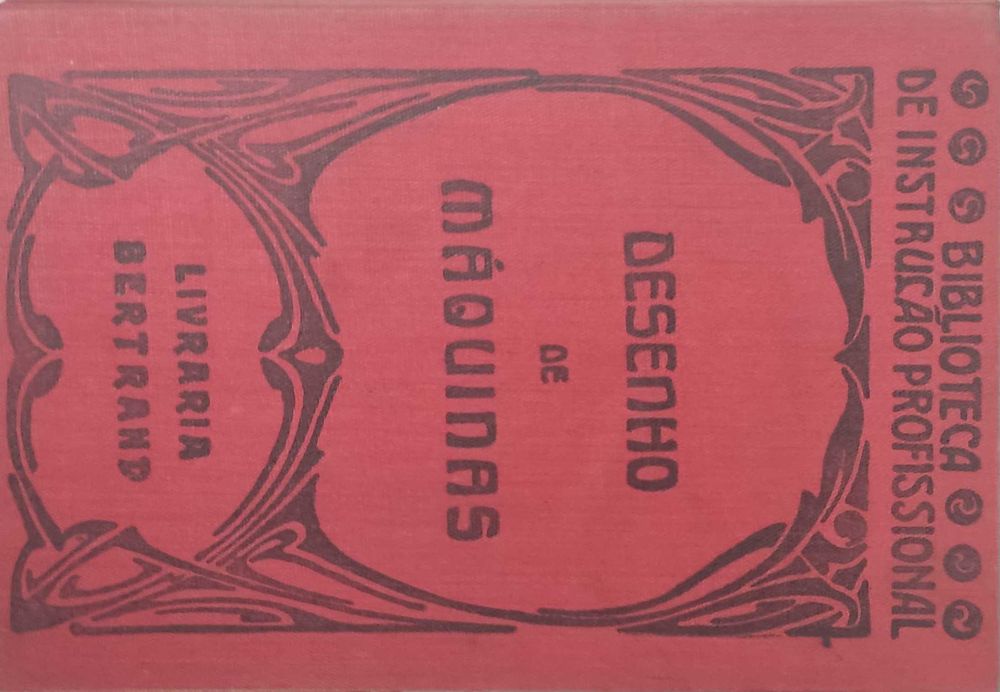 BIBLIOTECA
DE INSTRUÇÃO PROFISSIONAL
DESENHO
DE
MÁQUINAS
LIVRARIA
BERTRAND